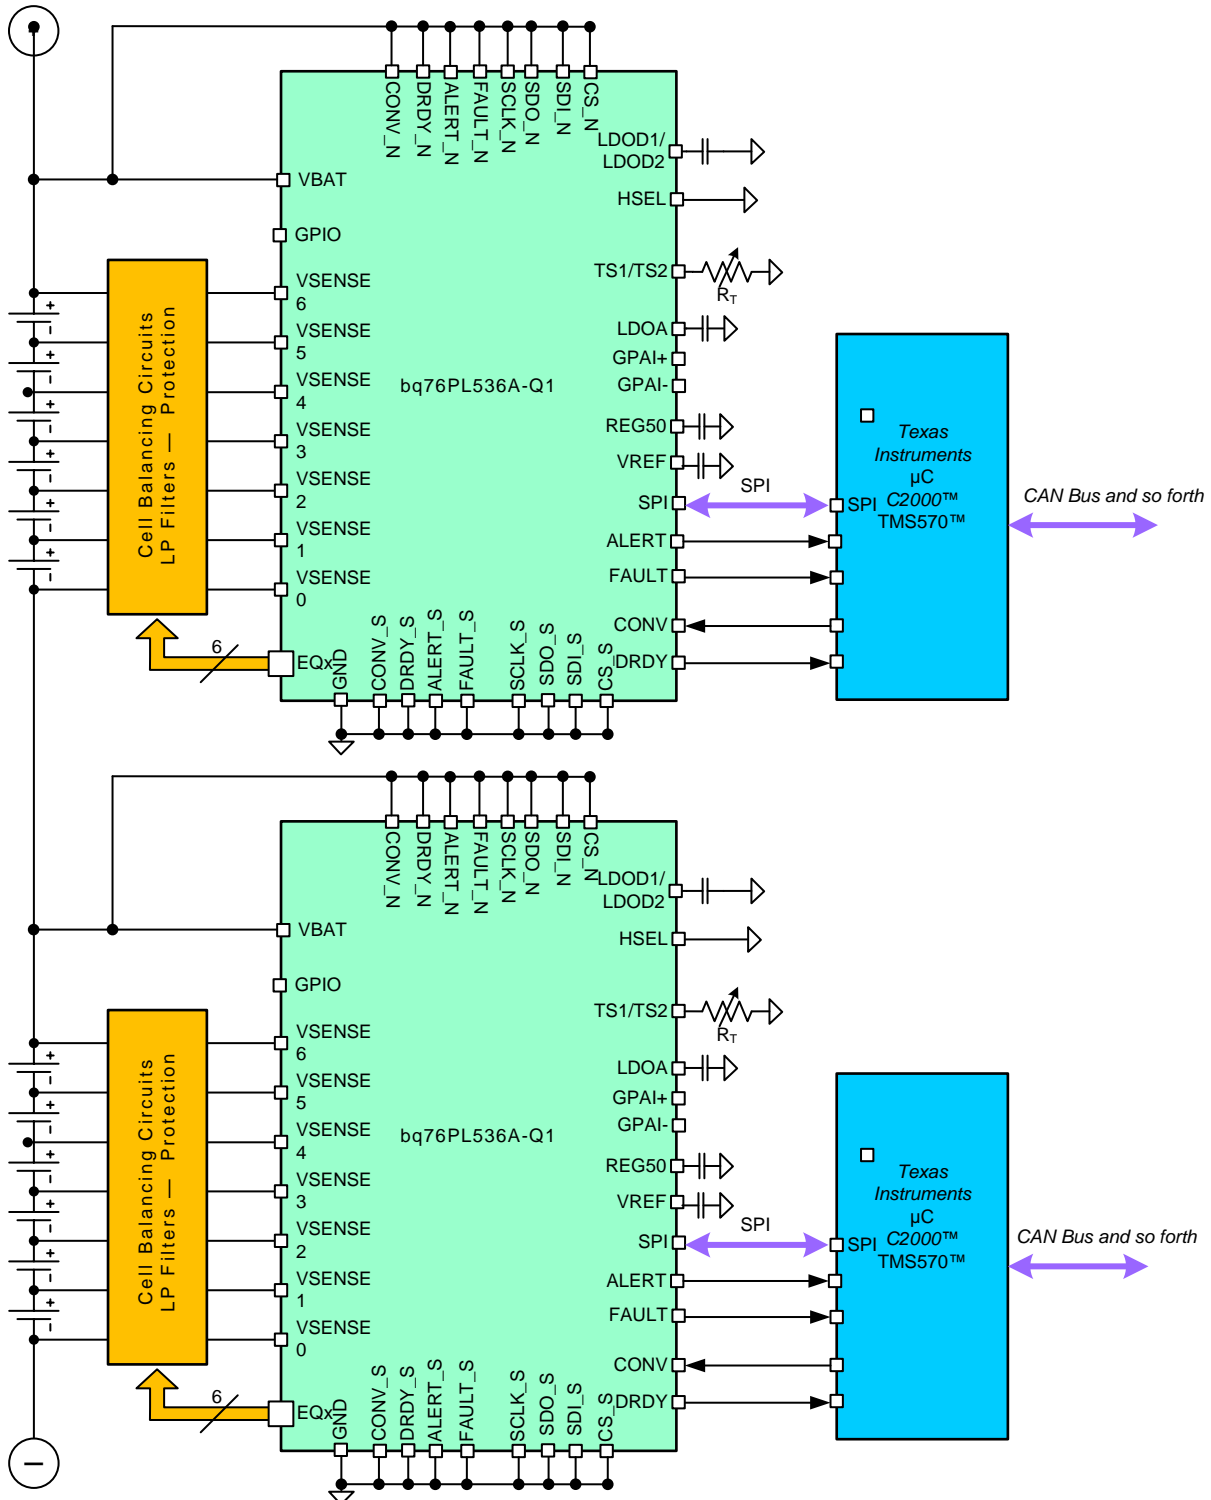 CONV_N
DRDY_N
ALERT_N
FAULT_N
SCLK_N
SDO_N
SDI_N
CS_N
LDOD1/
LDOD2
VBAT
HSEL
GPIO
TS1/TS2
RT
VSENSE
6
LDOA
VSENSE
5
GPAI+
Cell Balancing Circuits
LP Filters — Protection
VSENSE
4
bq76PL536A-Q1
GPAI-
REG50
VSENSE
3
VREF
VSENSE
2
SPI
SPI
SPI
Texas
Instruments
µC
C2000™
TMS570™
CAN Bus and so forth
VSENSE
1
ALERT
VSENSE
0
FAULT
CONV
6
EQx
DRDY
GND
CONV_S
DRDY_S
ALERT_S
FAULT_S
SCLK_S
SDO_S
SDI_S
CS_S
CONV_N
DRDY_N
ALERT_N
FAULT_N
SCLK_N
SDO_N
SDI_N
CS_N
LDOD1/
LDOD2
VBAT
HSEL
GPIO
TS1/TS2
RT
VSENSE
6
LDOA
VSENSE
5
GPAI+
Cell Balancing Circuits
LP Filters — Protection
VSENSE
4
bq76PL536A-Q1
GPAI-
REG50
VSENSE
3
VREF
VSENSE
2
SPI
SPI
SPI
Texas
Instruments
µC
C2000™
TMS570™
CAN Bus and so forth
VSENSE
1
ALERT
VSENSE
0
FAULT
CONV
6
EQx
DRDY
GND
CONV_S
DRDY_S
ALERT_S
FAULT_S
SCLK_S
SDO_S
SDI_S
CS_S